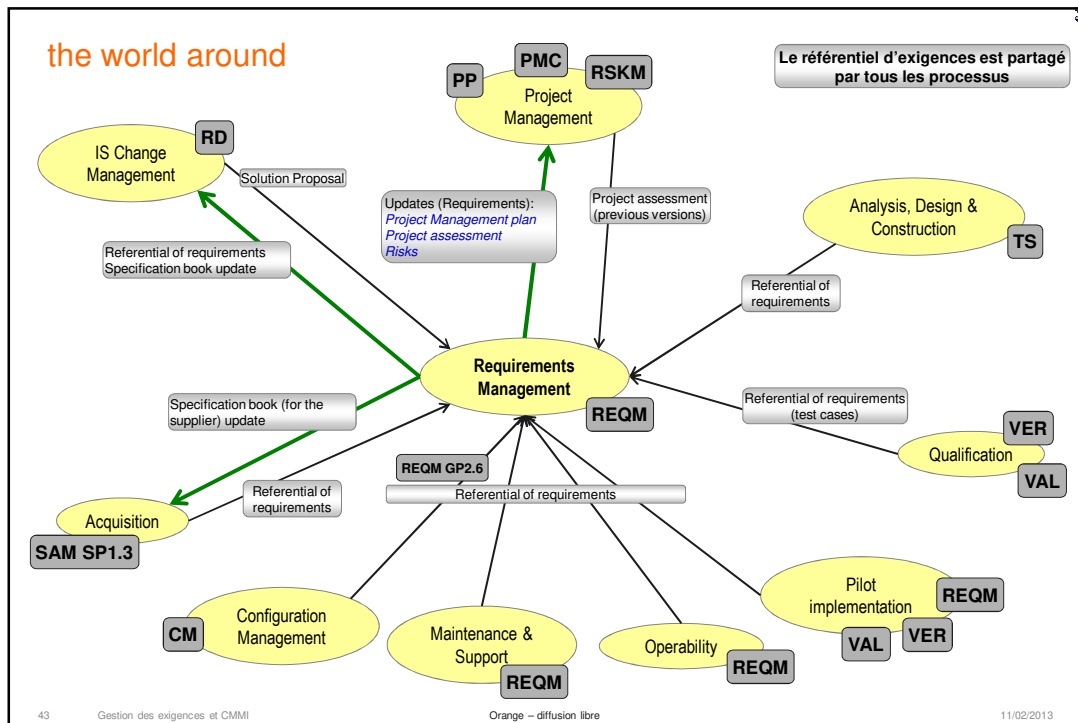 the world around
Le référentiel d'exigences est partagé
par tous les processus
PP
PMC
RSKM
Project
Management
RD
IS Change
Management
Solution Proposal
Updates (Requirements):
Project Management plan
Project assessment
Risks
Project assessment
(previous versions)
Analysis, Design &
Construction
TS
Referential of requirements
Specification book update
Referential of
requirements
Requirements
Management
REQM
Specification book (for the
supplier) update
Referential of requirements
(test cases)
VER
Qualification
VAL
REQM GP2.6
Referential of requirements
Referential of
requirements
Acquisition
SAM SP1.3
Configuration
Management
CM
Maintenance &
Support
REQM
Operability
REQM
Pilot
implementation
REQM
VER
VAL
43 Gestion des exigences et CMMI Orange – diffusion libre 11/02/2013